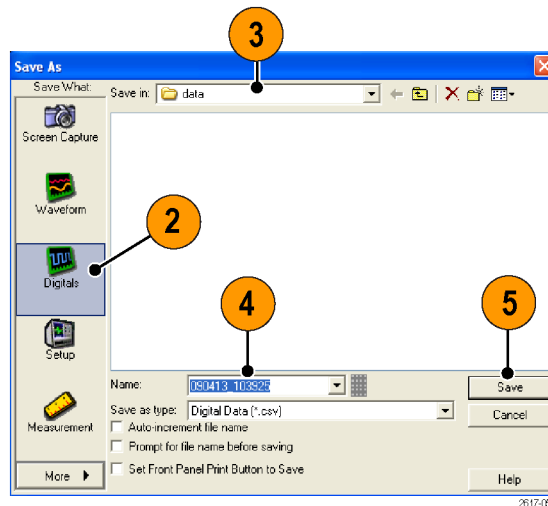 3
Save As
Save What:
Save in: data
Screen Capture
Waveform
2
Digitals
4
5
Setup
Name: 090413_103925
Save
Save as type: Digital Data (*.csv)
Cancel
Measurement
Auto-increment file name
Prompt for file name before saving
Set Front Panel Print Button to Save
More
Help